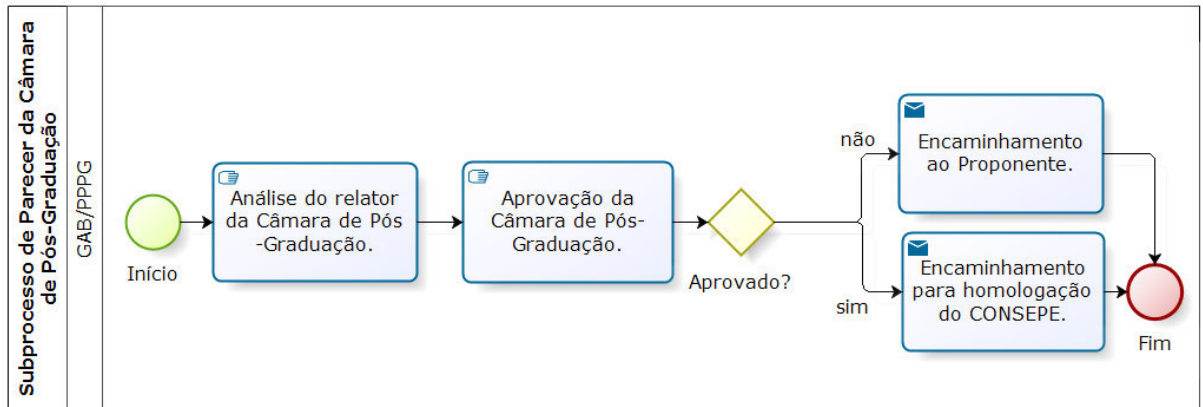 Subprocesso de Parecer da Câmara
de Pós-Graduação
GAB/PPPG
Início
Análise do relator
da Câmara de Pós
-Graduação.
Aprovação da
Câmara de Pós-
Graduação.
Aprovado?
não
Encaminhamento
ao Proponente.
sim
Encaminhamento
para homologação
do CONSEPE.
Fim